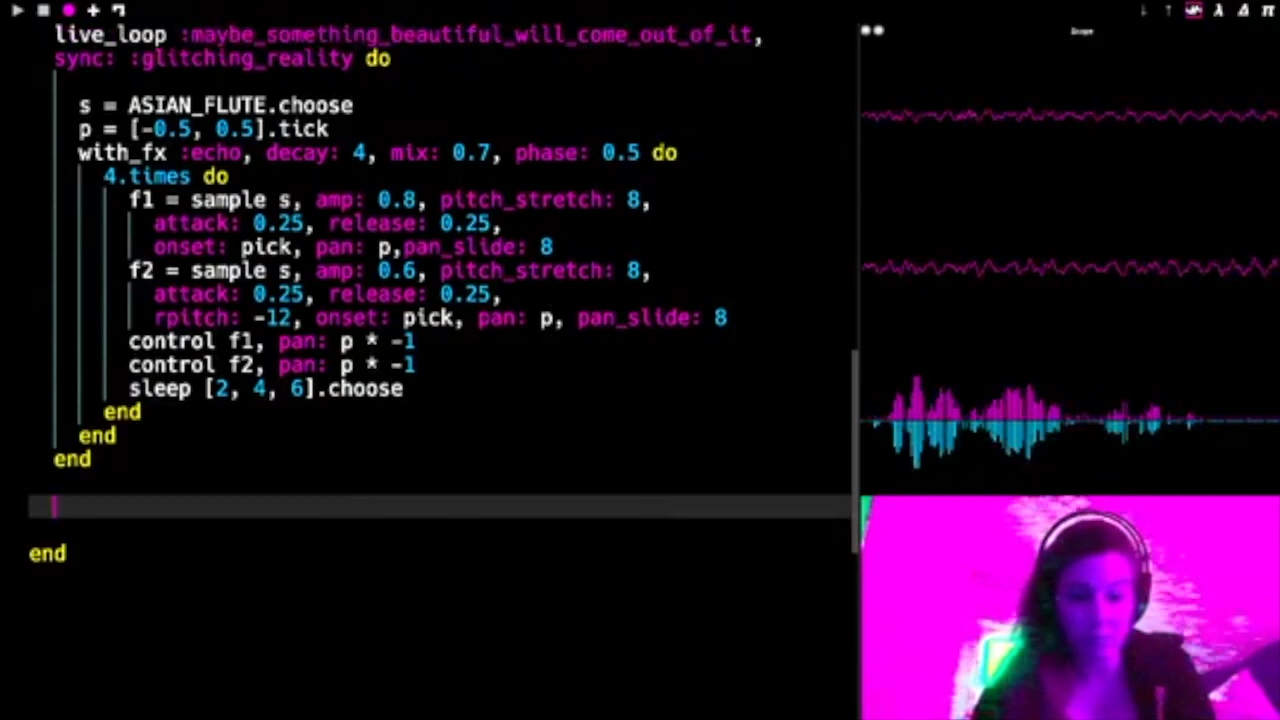 live_loop :maybe_something_beautiful_will_come_out_of_it,
sync: :glitching_reality do
s = ASIAN_FLUTE.choose
p = [-0.5, 0.5].tick
with_fx :echo, decay: 4, mix: 0.7, phase: 0.5 do
4.times do
f1 = sample s, amp: 0.8, pitch_stretch: 8,
attack: 0.25, release: 0.25,
onset: pick, pan: p,pan_slide: 8
f2 = sample s, amp: 0.6, pitch_stretch: 8,
attack: 0.25, release: 0.25,
rpitch: -12, onset: pick, pan: p, pan_slide: 8
control f1, pan: p * -1
control f2, pan: p * -1
sleep [2, 4, 6].choose
end
end
end
end
Scope